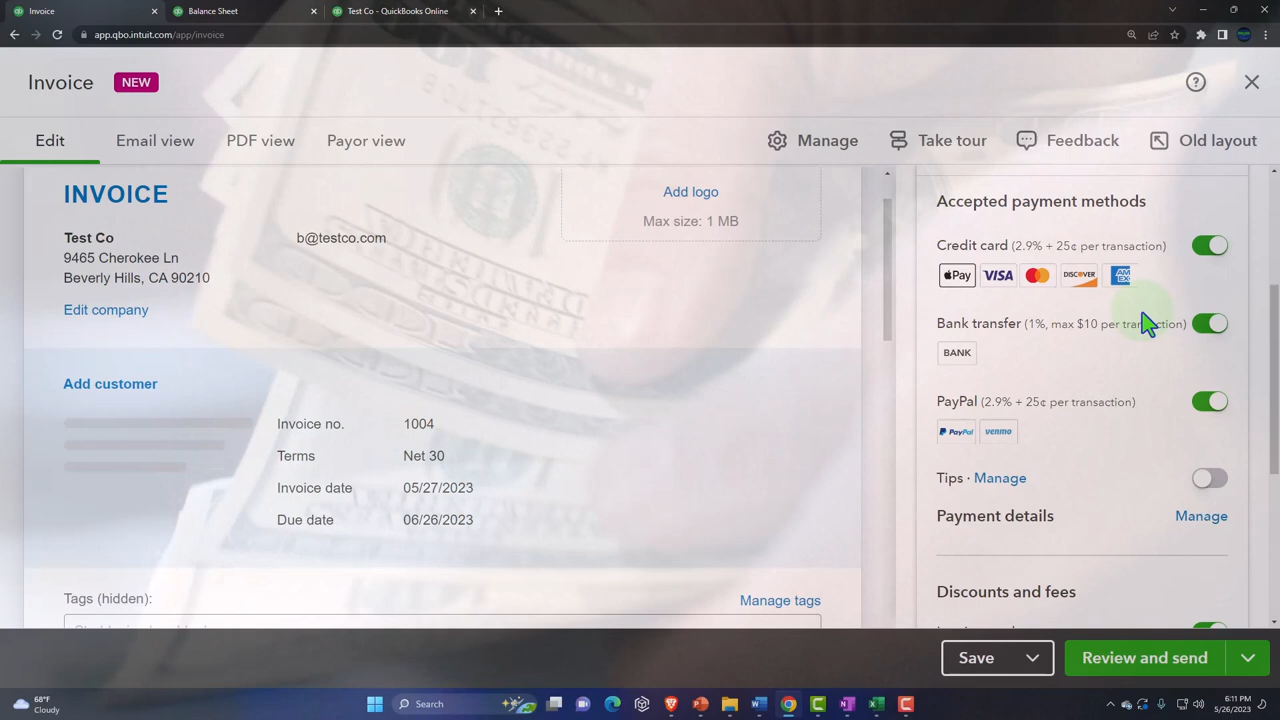 Invoice
Balance Sheet
Test Co - QuickBooks Online
app.qbo.intuit.com/app/invoice
Invoice
NEW
Edit
Email view
PDF view
Payor view
Manage
Take tour
Feedback
Old layout
INVOICE
Test Co
b@testco.com
9465 Cherokee Ln
Beverly Hills, CA 90210
Edit company
Add logo
Max size: 1 MB
Add customer
Invoice no. 1004
Terms Net 30
Invoice date 05/27/2023
Due date 06/26/2023
Tags (hidden):
Manage tags
Accepted payment methods
Credit card (2.9% + 25¢ per transaction)
Pay VISA DISCOVER AM EX
Bank transfer (1%, max $10 per transaction)
BANK
PayPal (2.9% + 25¢ per transaction)
PayPal venmo
Tips · Manage
Payment details Manage
Discounts and fees
Save
Review and send
68°F
Cloudy
Search
6:11 PM
5/26/2023